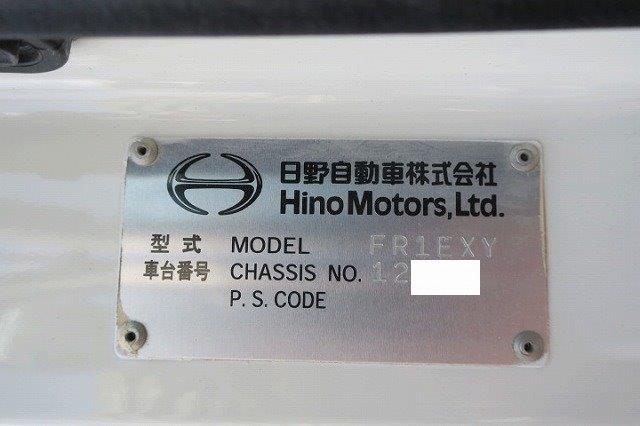 日野自動車株式会社
Hino Motors, Ltd.
型式 MODEL FR1EXY
車台番号 CHASSIS NO. 12
P.S. CODE